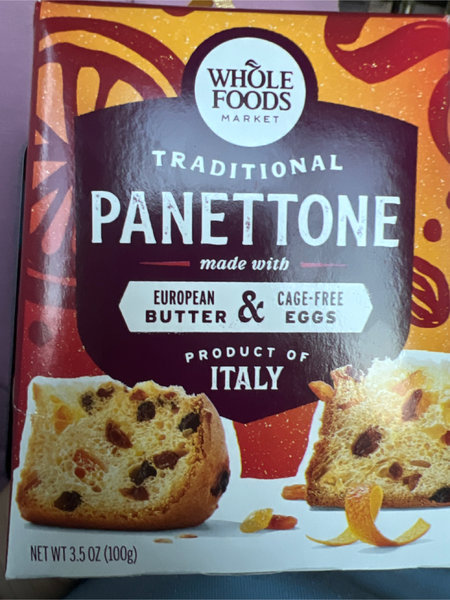 WHOLE
FOODS
MARKET
TRADITIONAL
PANETTONE
made with
EUROPEAN
BUTTER
&
CAGE-FREE
EGGS
PRODUCT OF
ITALY
NET WT 3.5 OZ (100g)